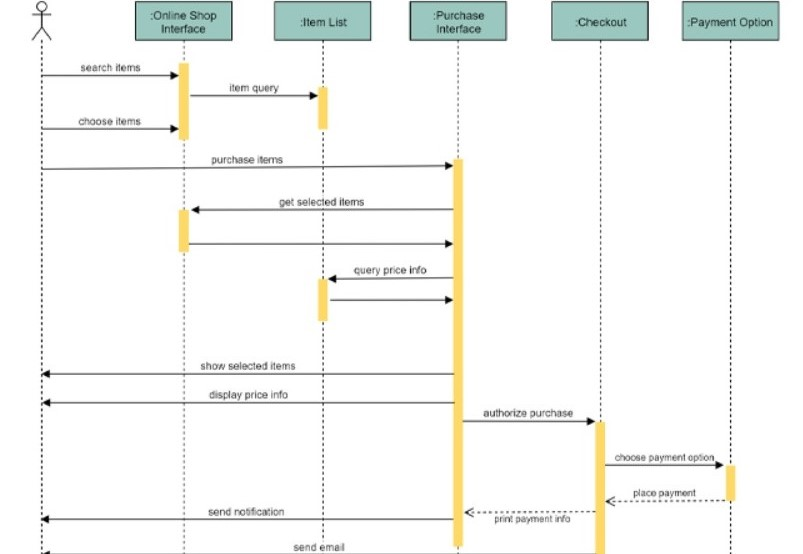 :Online Shop
Interface
:Item List
:Purchase
Interface
:Checkout
:Payment Option
search items
item query
choose items
purchase items
get selected items
query price info
show selected items
display price info
authorize purchase
choose payment option
place payment
send notification
print payment info
send email